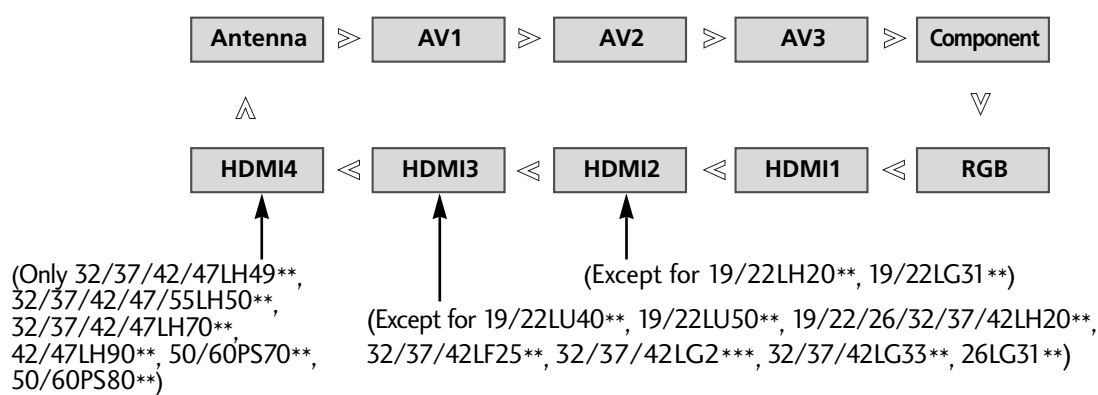 Antenna AV1 AV2 AV3 Component
HDMI4 HDMI3 HDMI2 HDMI1 RGB
(Only 32/37/42/47LH49**,
32/37/42/47/55LH50**,
32/37/42/47LH70**,
42/47LH90**, 50/60PS70**,
50/60PS80**)
(Except for 19/22LH20**, 19/22LG31**)
(Except for 19/22LU40**, 19/22LU50**, 19/22/26/32/37/42LH20**,
32/37/42LF25**, 32/37/42LG2***, 32/37/42LG33**, 26LG31**)